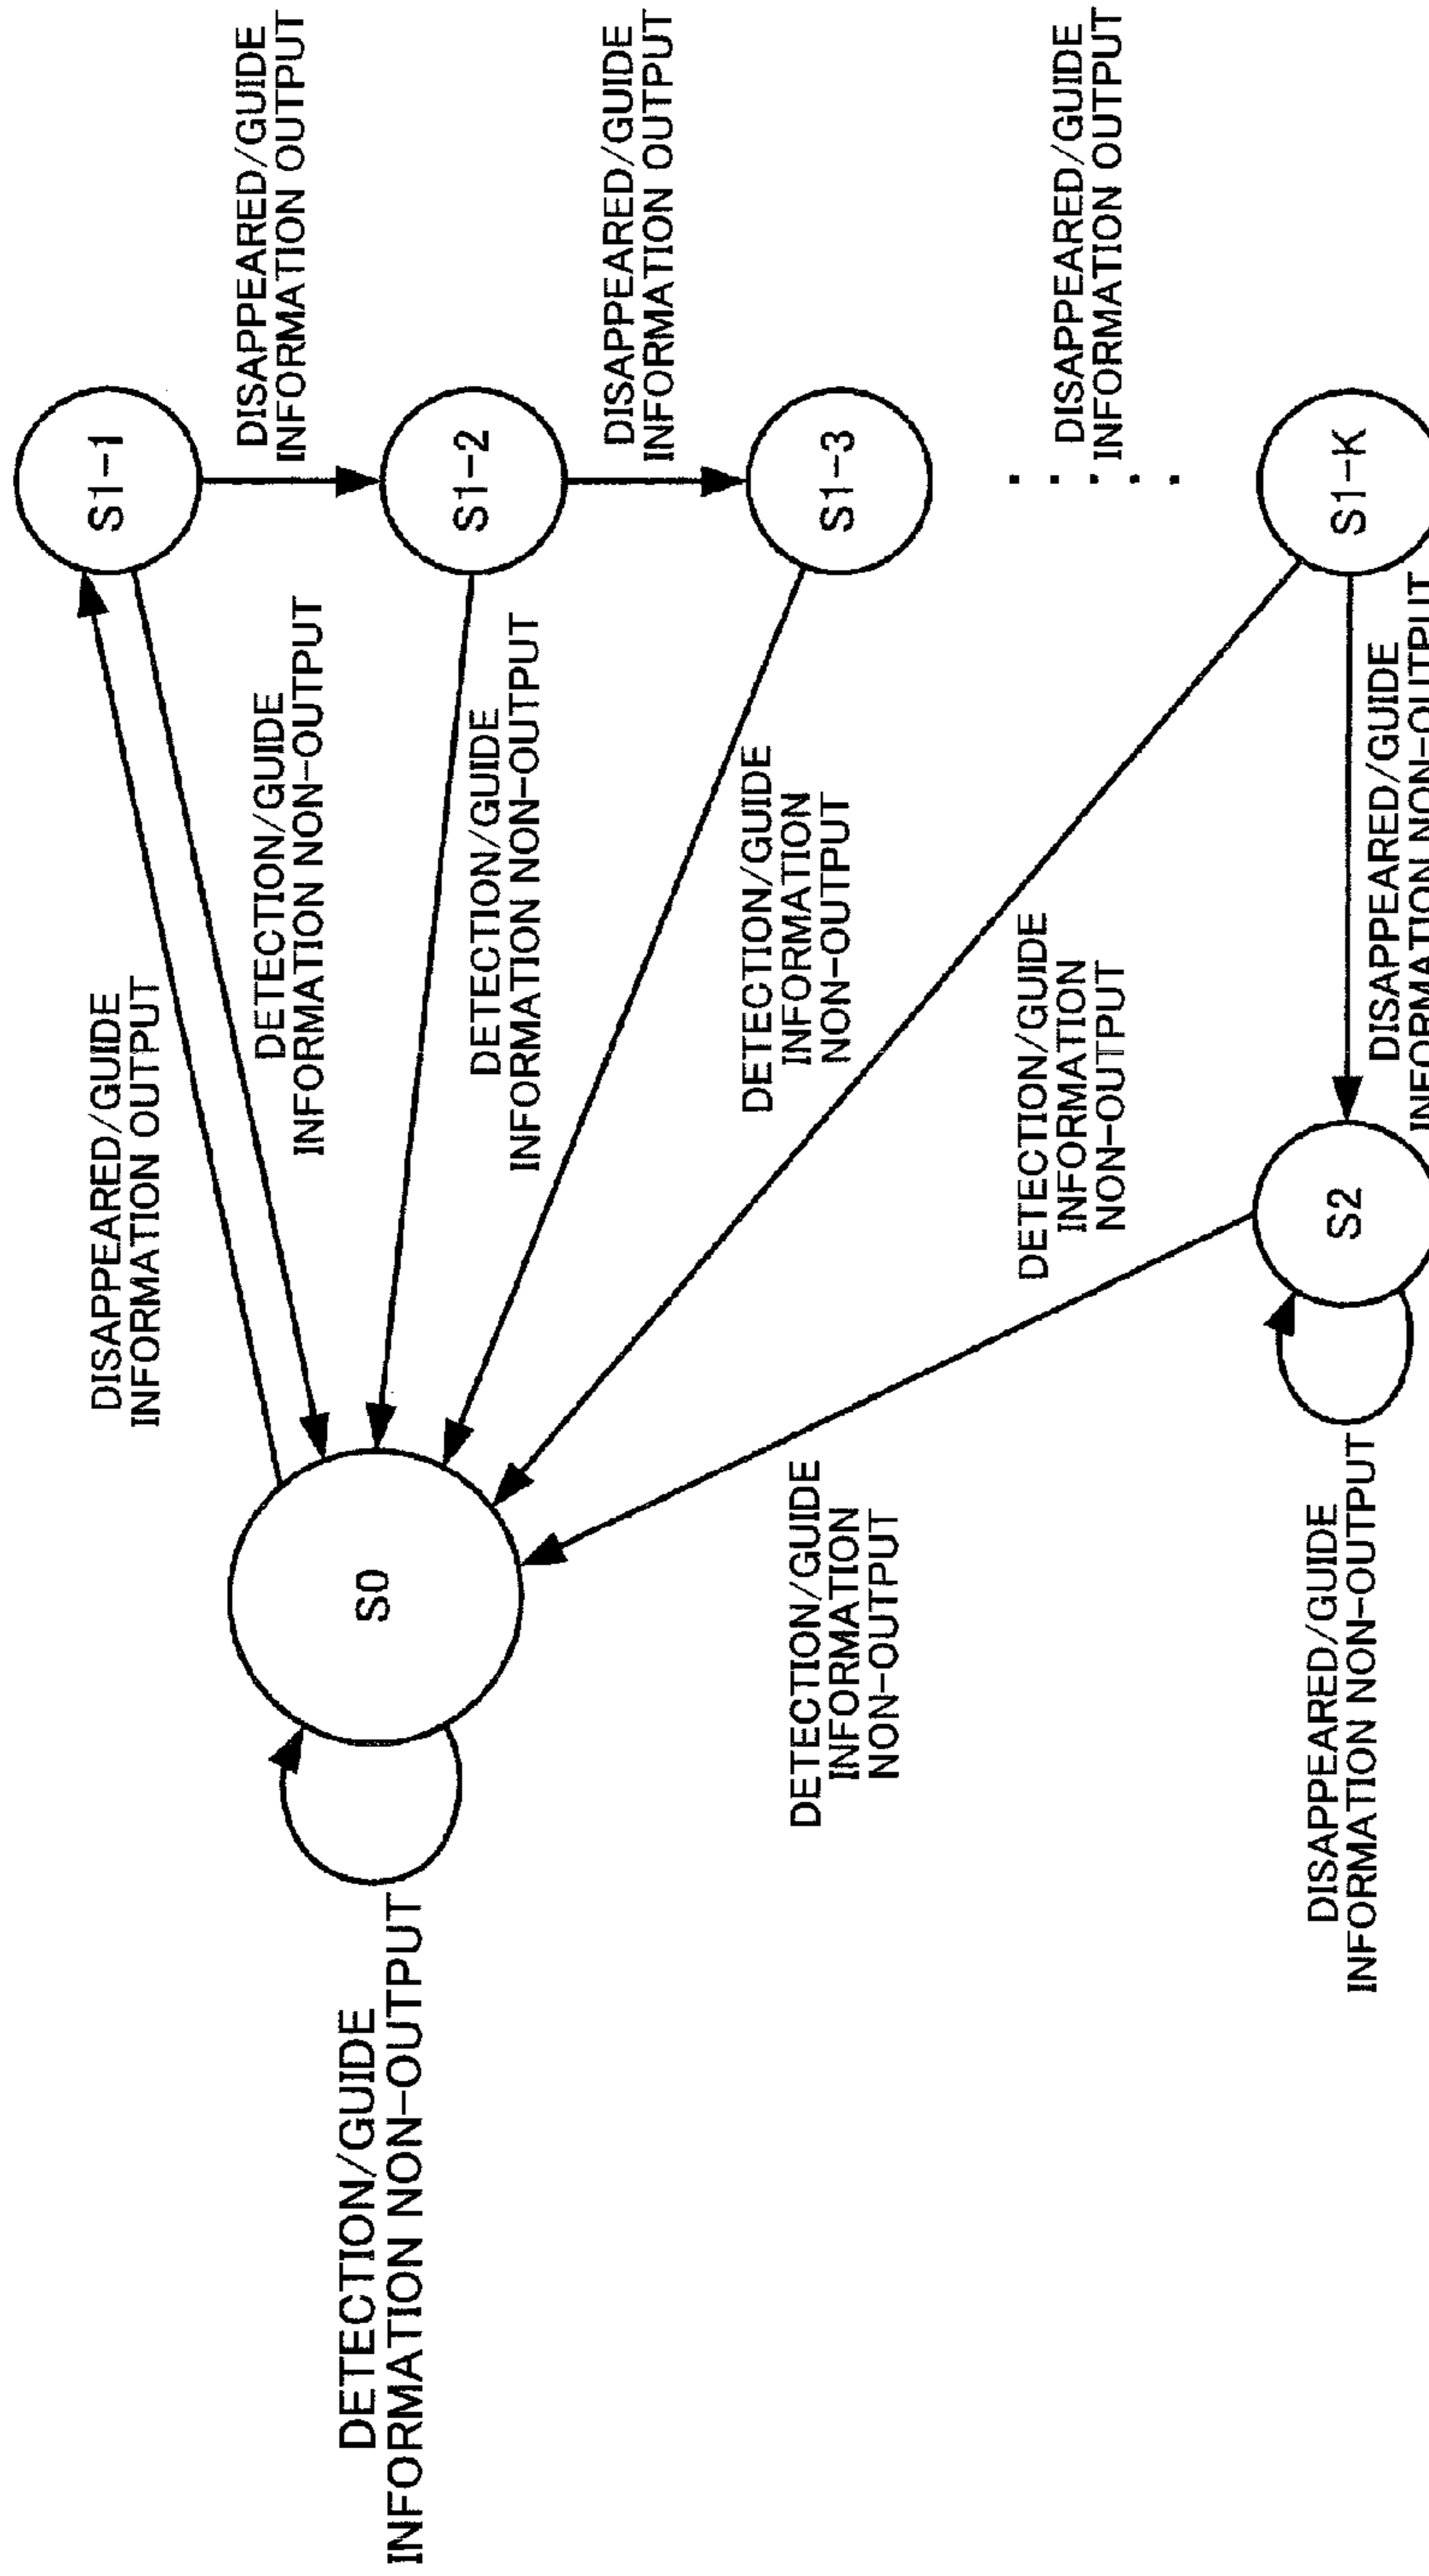 DISAPPEARED/GUIDE
INFORMATION OUTPUT
S1-1
DISAPPEARED/GUIDE
INFORMATION OUTPUT
DETECTION/GUIDE
INFORMATION NON-OUTPUT
S1-2
DISAPPEARED/GUIDE
INFORMATION OUTPUT
DETECTION/GUIDE
INFORMATION NON-OUTPUT
S1-3
DISAPPEARED/GUIDE
INFORMATION OUTPUT
DETECTION/GUIDE
INFORMATION
NON-OUTPUT
S1-K
DETECTION/GUIDE
INFORMATION
NON-OUTPUT
DISAPPEARED/GUIDE
INFORMATION NON-OUTPUT
S0
DETECTION/GUIDE
INFORMATION NON-OUTPUT
DETECTION/GUIDE
INFORMATION
NON-OUTPUT
S2
DISAPPEARED/GUIDE
INFORMATION NON-OUTPUT